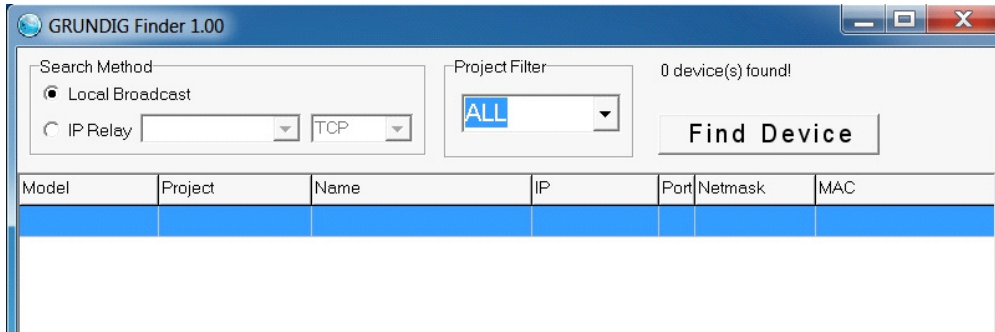 GRUNDIG Finder 1.00
Search Method
Local Broadcast
IP Relay
TCP
Project Filter
ALL
0 device(s) found!
Find Device
Model Project Name IP Port Netmask MAC